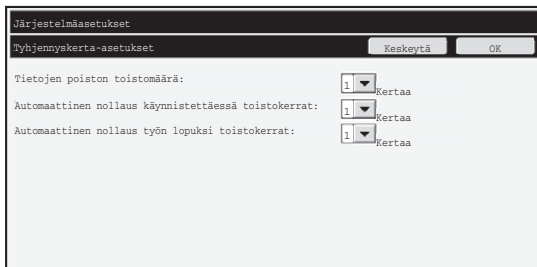 Järjestelmäasetukset
Tyhjennyskerta-asetukset Keskeytä OK
Tietojen poiston toistomäärä: 1 Kertaa
Automaattinen nollaus käynnistettäessä toistokerrat: 1 Kertaa
Automaattinen nollaus työn lopuksi toistokerrat: 1 Kertaa